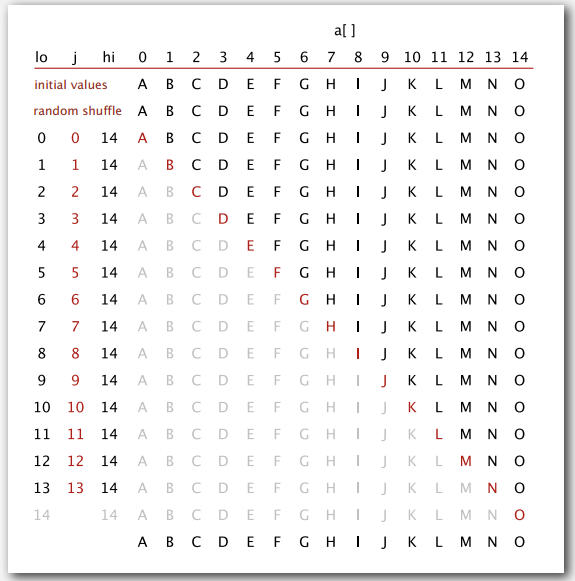 a[ ]
lo j hi 0 1 2 3 4 5 6 7 8 9 10 11 12 13 14
initial values A B C D E F G H I J K L M N O
random shuffle A B C D E F G H I J K L M N O
0 0 14 A B C D E F G H I J K L M N O
1 1 14 A B C D E F G H I J K L M N O
2 2 14 A B C D E F G H I J K L M N O
3 3 14 A B C D E F G H I J K L M N O
4 4 14 A B C D E F G H I J K L M N O
5 5 14 A B C D E F G H I J K L M N O
6 6 14 A B C D E F G H I J K L M N O
7 7 14 A B C D E F G H I J K L M N O
8 8 14 A B C D E F G H I J K L M N O
9 9 14 A B C D E F G H I J K L M N O
10 10 14 A B C D E F G H I J K L M N O
11 11 14 A B C D E F G H I J K L M N O
12 12 14 A B C D E F G H I J K L M N O
13 13 14 A B C D E F G H I J K L M N O
14 14 A B C D E F G H I J K L M N O
A B C D E F G H I J K L M N O